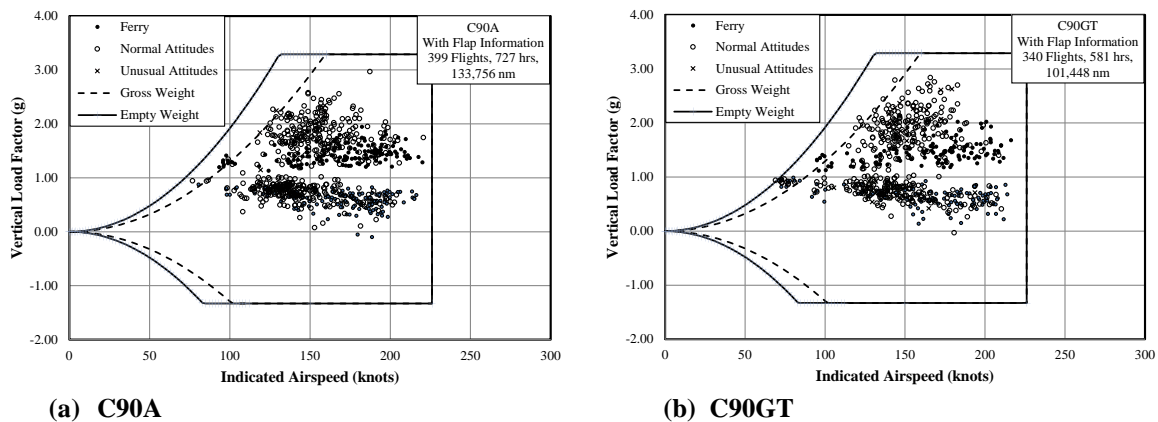 4.00
3.00
2.00
1.00
0.00
-1.00
-2.00
Vertical Load Factor (g)
0 50 100 150 200 250 300
Indicated Airspeed (knots)
Ferry
Normal Attitudes
Unusual Attitudes
Gross Weight
Empty Weight
C90A
With Flap Information
399 Flights, 727 hrs,
133,756 nm
(a) C90A
4.00
3.00
2.00
1.00
0.00
-1.00
-2.00
Vertical Load Factor (g)
0 50 100 150 200 250 300
Indicated Airspeed (knots)
Ferry
Normal Attitudes
Unusual Attitudes
Gross Weight
Empty Weight
C90GT
With Flap Information
340 Flights, 581 hrs,
101,448 nm
(b) C90GT